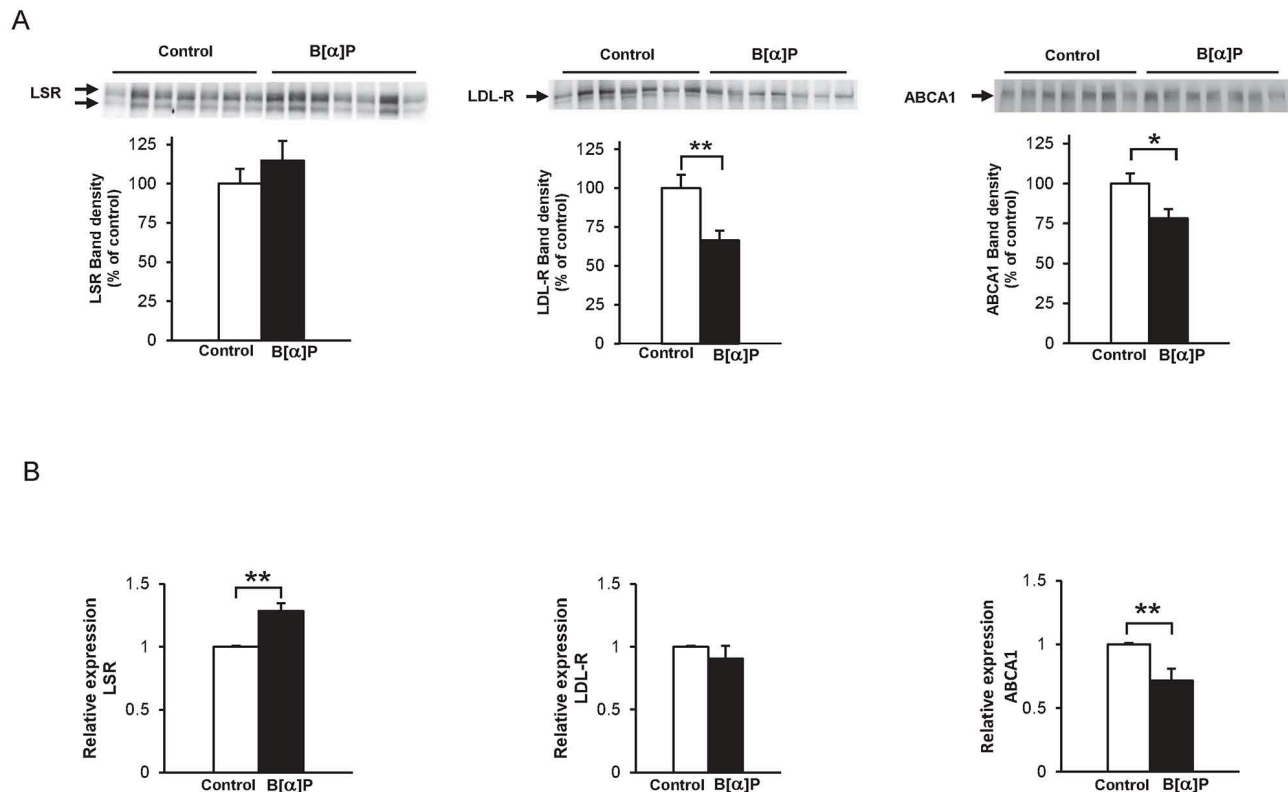 A
Control B[α]P
LSR
125
100
75
50
25
0
LSR Band density
(% of control)
Control B[α]P
Control B[α]P
LDL-R
125
100
75
50
25
0
LDL-R Band density
(% of control)
**
Control B[α]P
Control B[α]P
ABCA1
125
100
75
50
25
0
ABCA1 Band density
(% of control)
*
Control B[α]P
B
1.5
1
0.5
0
Relative expression
LSR
**
Control B[α]P
1.5
1
0.5
0
Relative expression
LDL-R
Control B[α]P
1.5
1
0.5
0
Relative expression
ABCA1
**
Control B[α]P